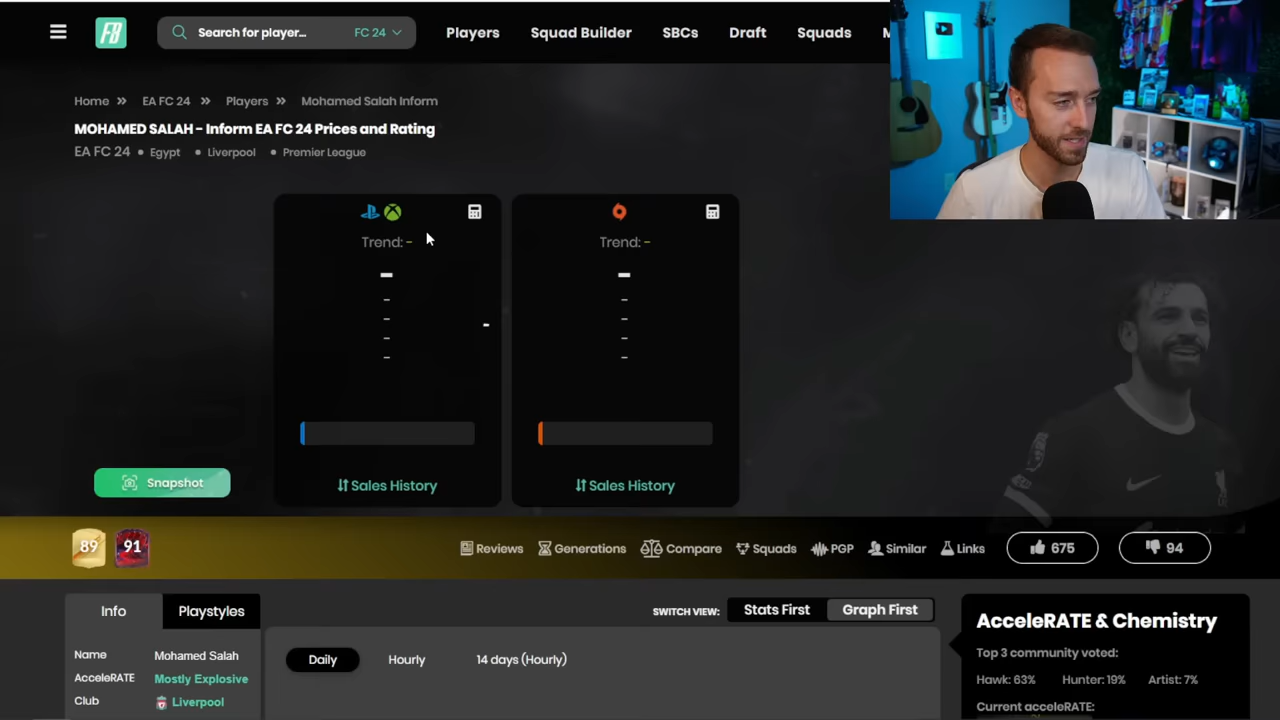 FB
Search for player...
FC 24
Players
Squad Builder
SBCs
Draft
Squads
Home » EA FC 24 » Players » Mohamed Salah Inform
MOHAMED SALAH - Inform EA FC 24 Prices and Rating
EA FC 24 • Egypt • Liverpool • Premier League
Trend: -
Trend: -
-
-
-
-
-
-
-
-
-
-
-
Sales History
Sales History
Snapshot
89
91
Reviews
Generations
Compare
Squads
PGP
Similar
Links
675
94
Info
Playstyles
SWITCH VIEW:
Stats First
Graph First
Name Mohamed Salah
AcceleRATE Mostly Explosive
Club Liverpool
Daily
Hourly
14 days (Hourly)
AcceleRATE & Chemistry
Top 3 community voted:
Hawk: 63% Hunter: 19% Artist: 7%
Current acceleRATE: